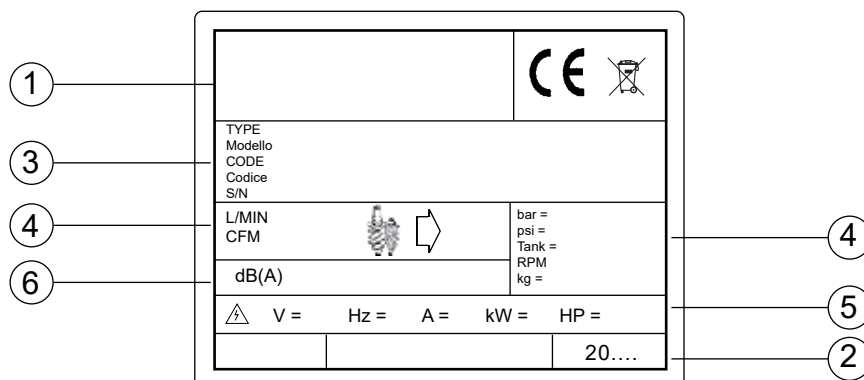 1
CE
TYPE
Modello
3
CODE
Codice
S/N
4
L/MIN
CFM
bar =
psi =
Tank =
RPM
kg =
4
6
dB(A)
V = Hz = A = kW = HP =
5
20....
2